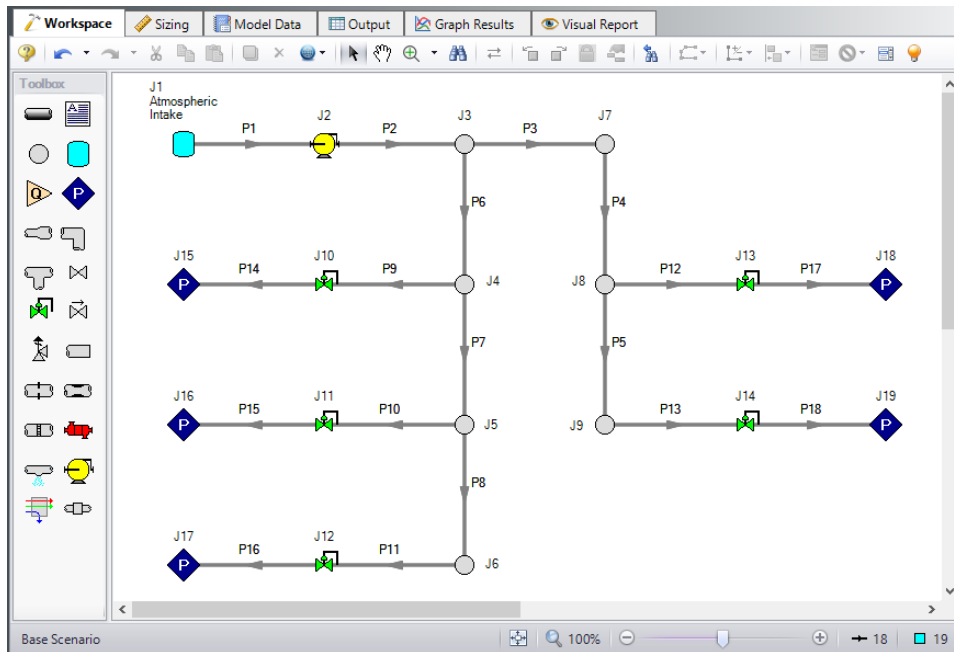 Workspace
Sizing
Model Data
Output
Graph Results
Visual Report
Toolbox
A
Q
P
J1
Atmospheric
Intake
P1
J2
P2
J3
P3
J7
P6
P4
J15
P14
J10
P9
J4
J8
P12
J13
P17
J18
P
P
P7
P5
J16
P15
J11
P10
J5
J9
P13
J14
P18
J19
P
P
P8
J17
P16
J12
P11
J6
P
Base Scenario
100%
18
19